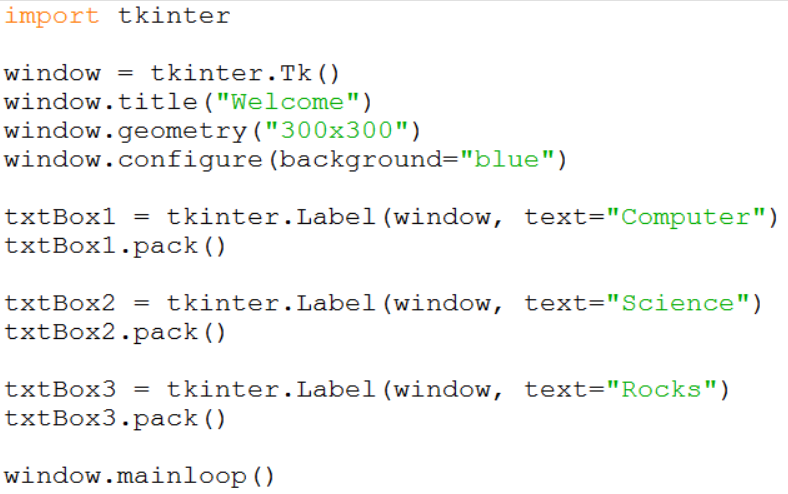 import tkinter
window = tkinter.Tk()
window.title("Welcome")
window.geometry("300x300")
window.configure(background="blue")
txtBox1 = tkinter.Label(window, text="Computer")
txtBox1.pack()
txtBox2 = tkinter.Label(window, text="Science")
txtBox2.pack()
txtBox3 = tkinter.Label(window, text="Rocks")
txtBox3.pack()
window.mainloop()